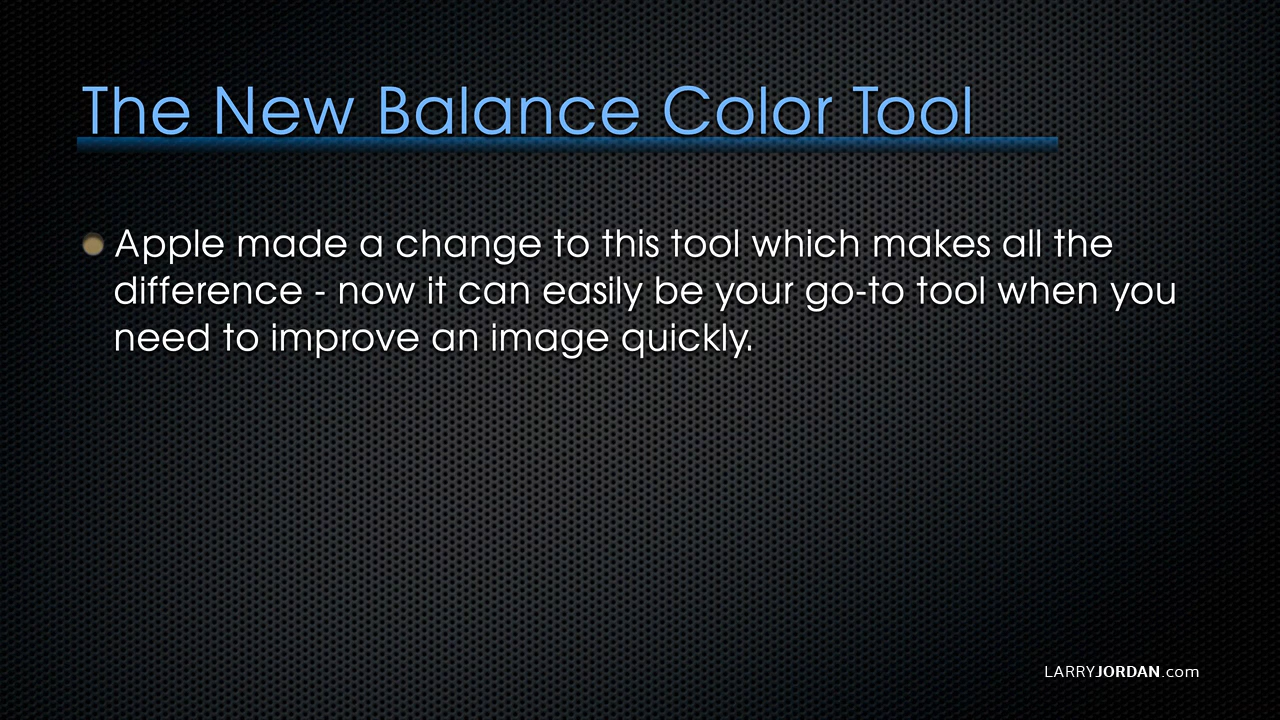 The New Balance Color Tool
Apple made a change to this tool which makes all the
difference - now it can easily be your go-to tool when you
need to improve an image quickly.
LARRYJORDAN.com